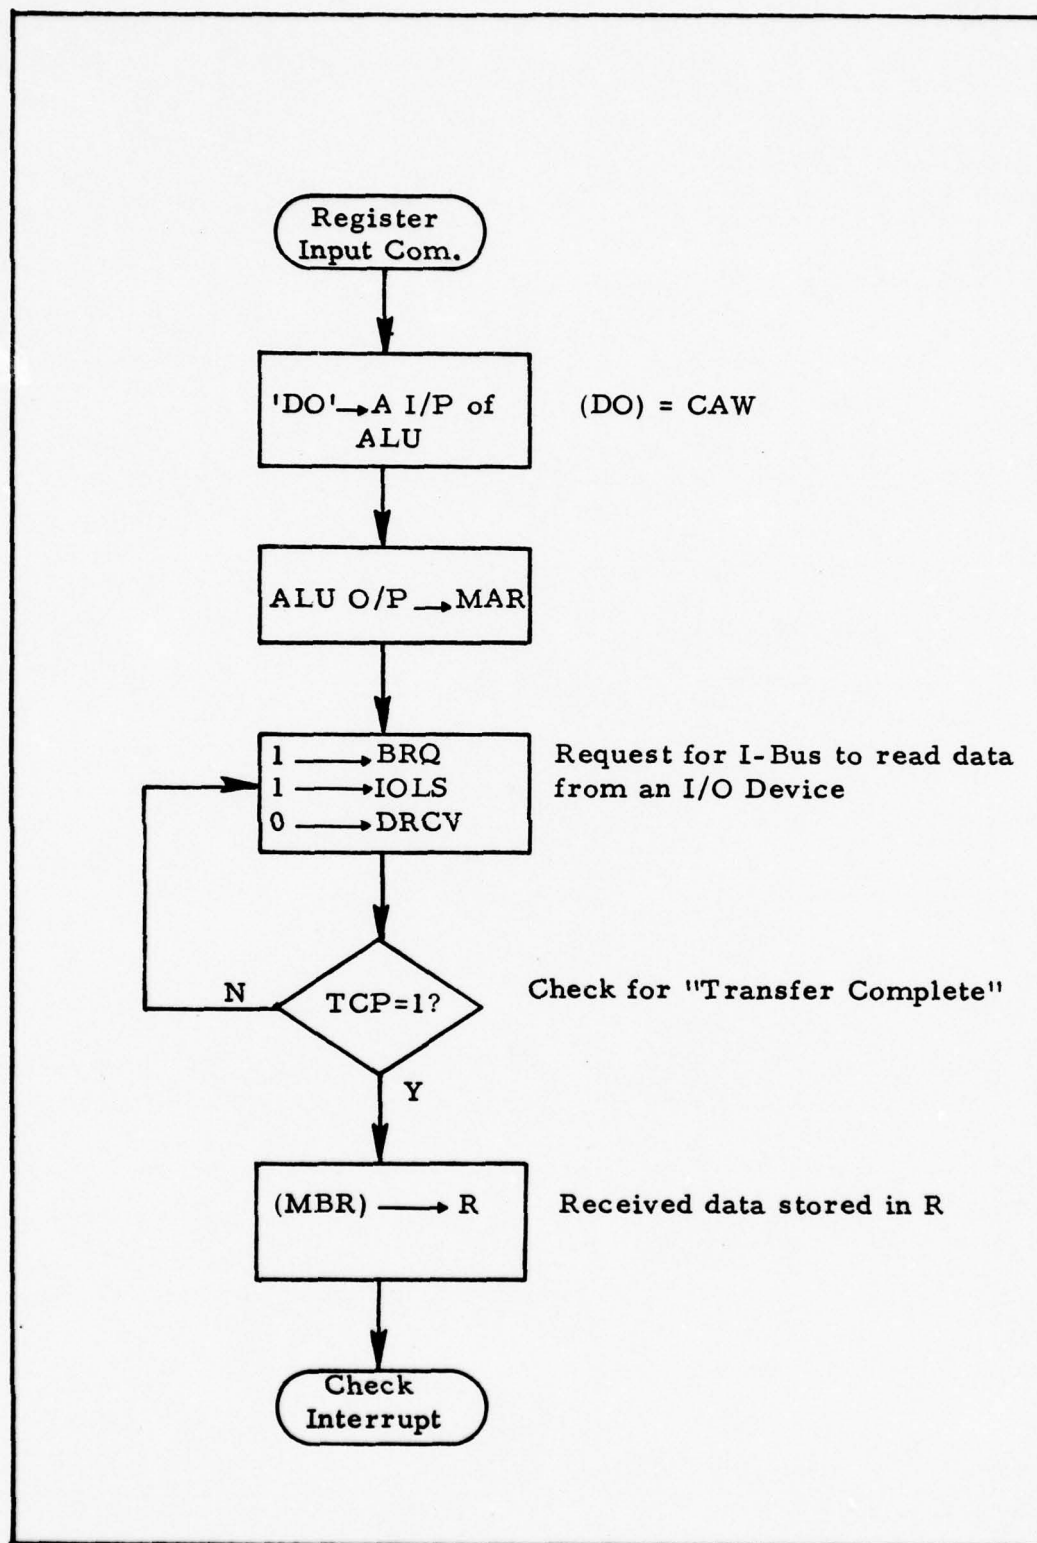 Register
Input Com.
'DO'→A I/P of
ALU
(DO) = CAW
ALU O/P → MAR
1 → BRQ
1 → IOLS
0 → DRCV
Request for I-Bus to read data
from an I/O Device
TCP=1?
N
Check for "Transfer Complete"
Y
(MBR) → R
Received data stored in R
Check
Interrupt